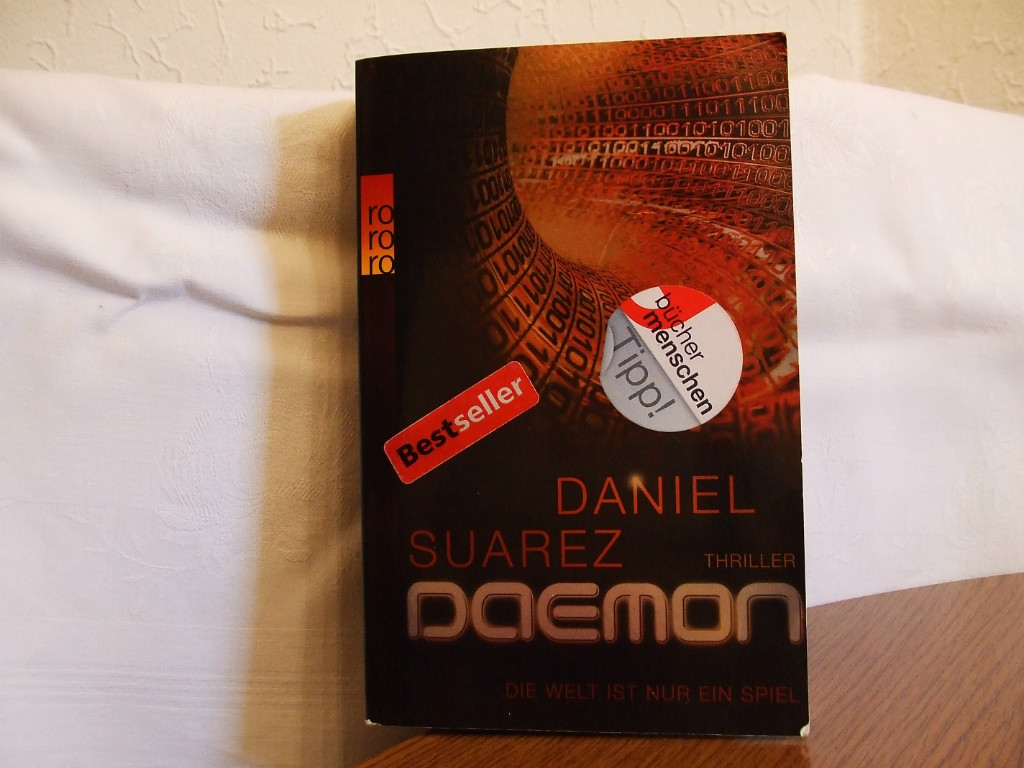 ro
ro
ro
bücher
menschen
Tipp!
Bestseller
DANIEL
SUAREZ
THRILLER
DAEMON
DIE WELT IST NUR EIN SPIEL